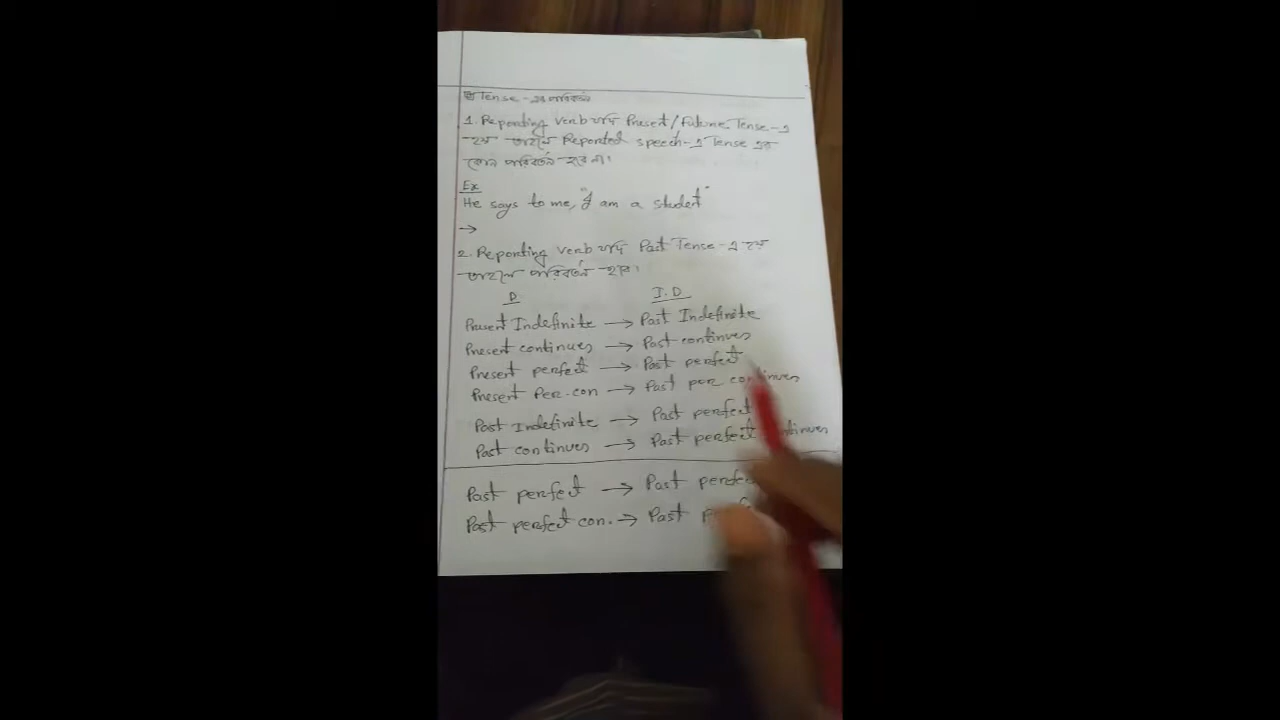 Tense - এর পরিবর্তন
1. Reporting verb যদি Present/Future Tense-এ
হয় তাহলে Reported speech-এ Tense এর
কোন পরিবর্তন হবে না।
Ex
He says to me, "I am a student"
→
2. Reporting verb যদি Past Tense-এ হয়
তাহলে পরিবর্তন হবে।
D I.D
Present Indefinite → Past Indefinite
Present continues → Past continues
Present perfect → Past perfect
Present Per.con → Past per continues
Past Indefinite → Past perfect
Past continues → Past perfect
Past perfect → Past
Past perfect con. → Past